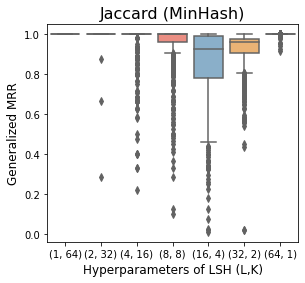 Jaccard (MinHash)
Generalized MRR
1.0
0.8
0.6
0.4
0.2
0.0
(1, 64) (2, 32) (4, 16) (8, 8) (16, 4) (32, 2) (64, 1)
Hyperparameters of LSH (L,K)